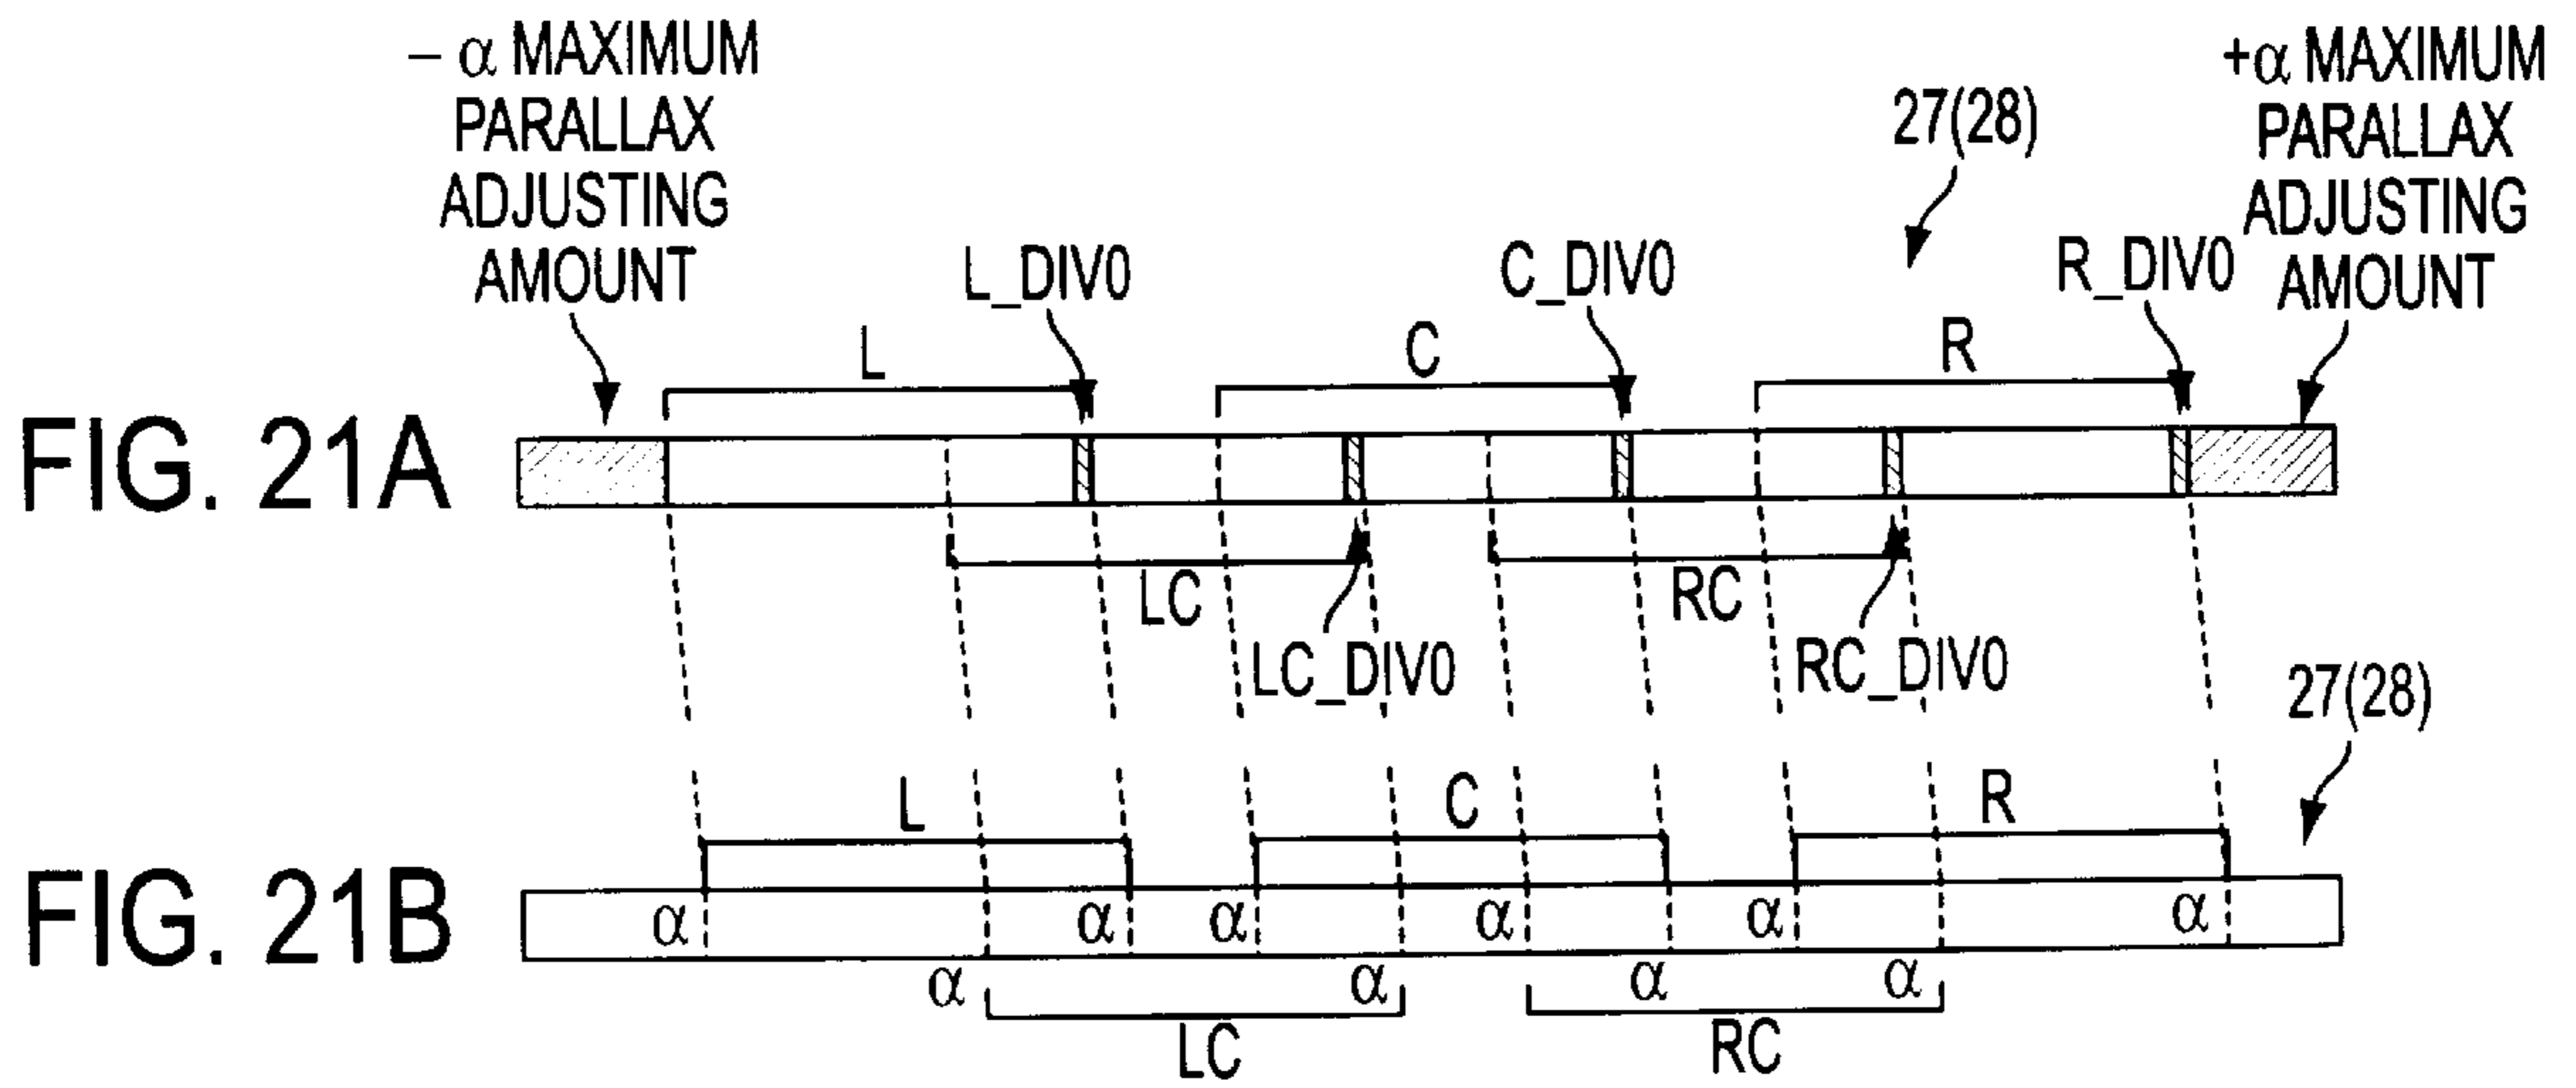 – α MAXIMUM
PARALLAX
ADJUSTING
AMOUNT
+α MAXIMUM
PARALLAX
ADJUSTING
AMOUNT
27(28)
L_DIV0
C_DIV0
R_DIV0
L
C
R
FIG. 21A
LC
RC
LC_DIV0
RC_DIV0
27(28)
L
C
R
FIG. 21B
α α α α α α
α α α α
LC
RC